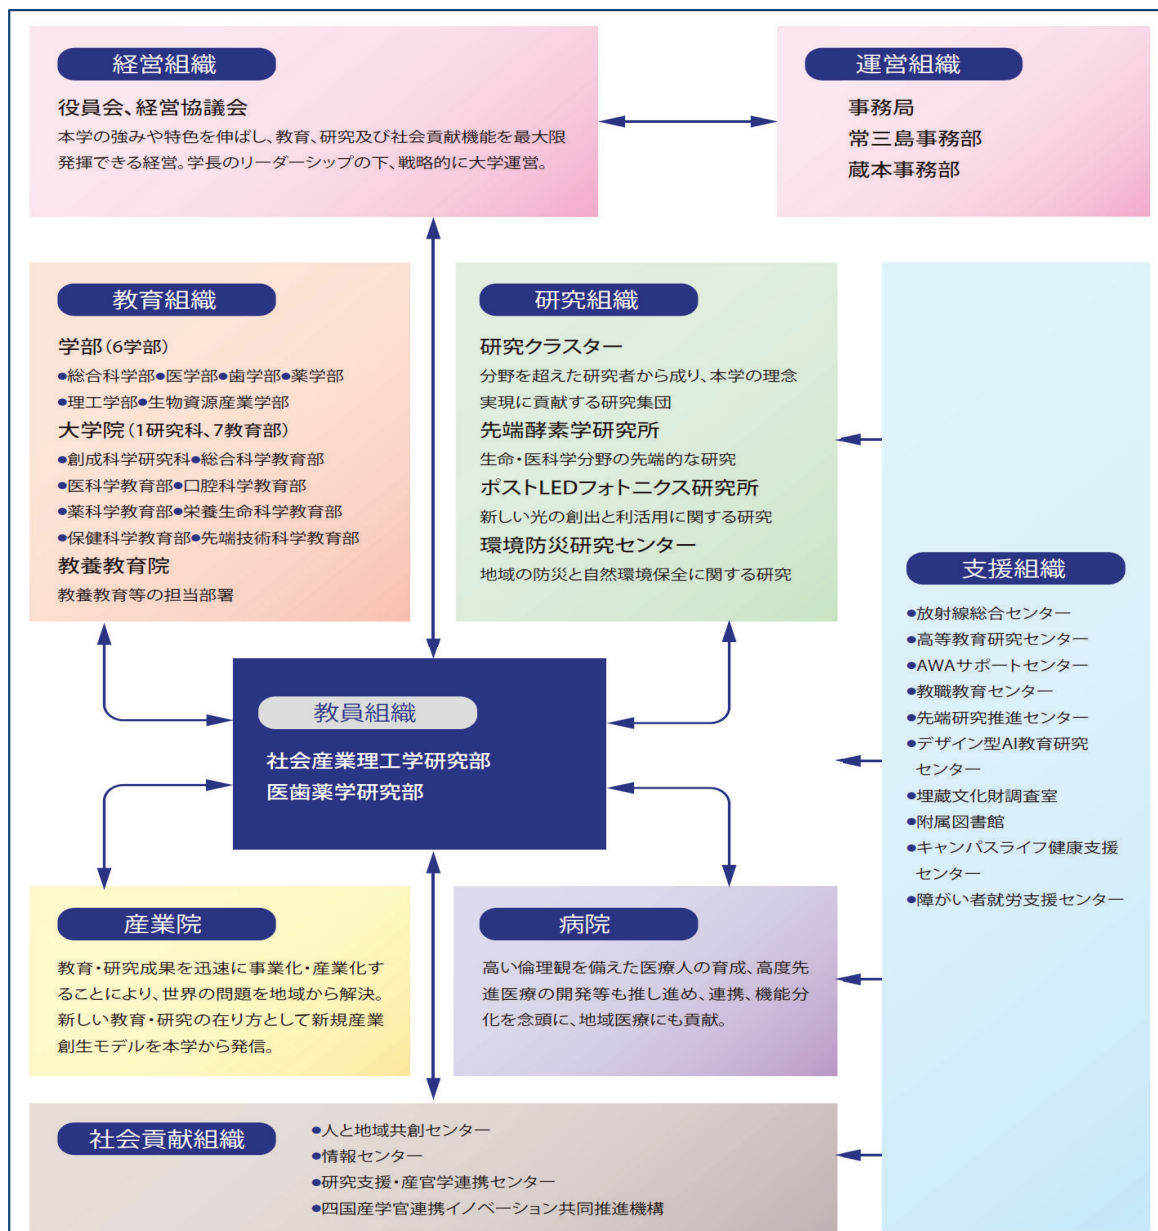 経営組織
役員会、経営協議会
本学の強みや特色を伸ばし、教育、研究及び社会貢献機能を最大限
発揮できる経営。学長のリーダーシップの下、戦略的に大学運営。
運営組織
事務局
常三島事務部
蔵本事務部
教育組織
学部(6学部)
●総合科学部●医学部●歯学部●薬学部
●理工学部●生物資源産業学部
大学院(1研究科、7教育部)
●創成科学研究科●総合科学教育部
●医科学教育部●口腔科学教育部
●薬科学教育部●栄養生命科学教育部
●保健科学教育部●先端技術科学教育部
教養教育院
教養教育等の担当部署
研究組織
研究クラスター
分野を超えた研究者から成り、本学の理念
実現に貢献する研究集団
先端酵素学研究所
生命・医科学分野の先端的な研究
ポストLEDフォトニクス研究所
新しい光の創出と利活用に関する研究
環境防災研究センター
地域の防災と自然環境保全に関する研究
支援組織
●放射線総合センター
●高等教育研究センター
●AWAサポートセンター
●教職教育センター
●先端研究推進センター
●デザイン型AI教育研究
センター
●埋蔵文化財調査室
●附属図書館
●キャンパスライフ健康支援
センター
●障がい者就労支援センター
教員組織
社会産業理工学研究部
医歯薬学研究部
産業院
教育・研究成果を迅速に事業化・産業化す
ることにより、世界の問題を地域から解決。
新しい教育・研究の在り方として新規産業
創生モデルを本学から発信。
病院
高い倫理観を備えた医療人の育成、高度先
進医療の開発等も推し進め、連携、機能分
化を念頭に、地域医療にも貢献。
社会貢献組織
●人と地域共創センター
●情報センター
●研究支援・産官学連携センター
●四国産学官連携イノベーション共同推進機構